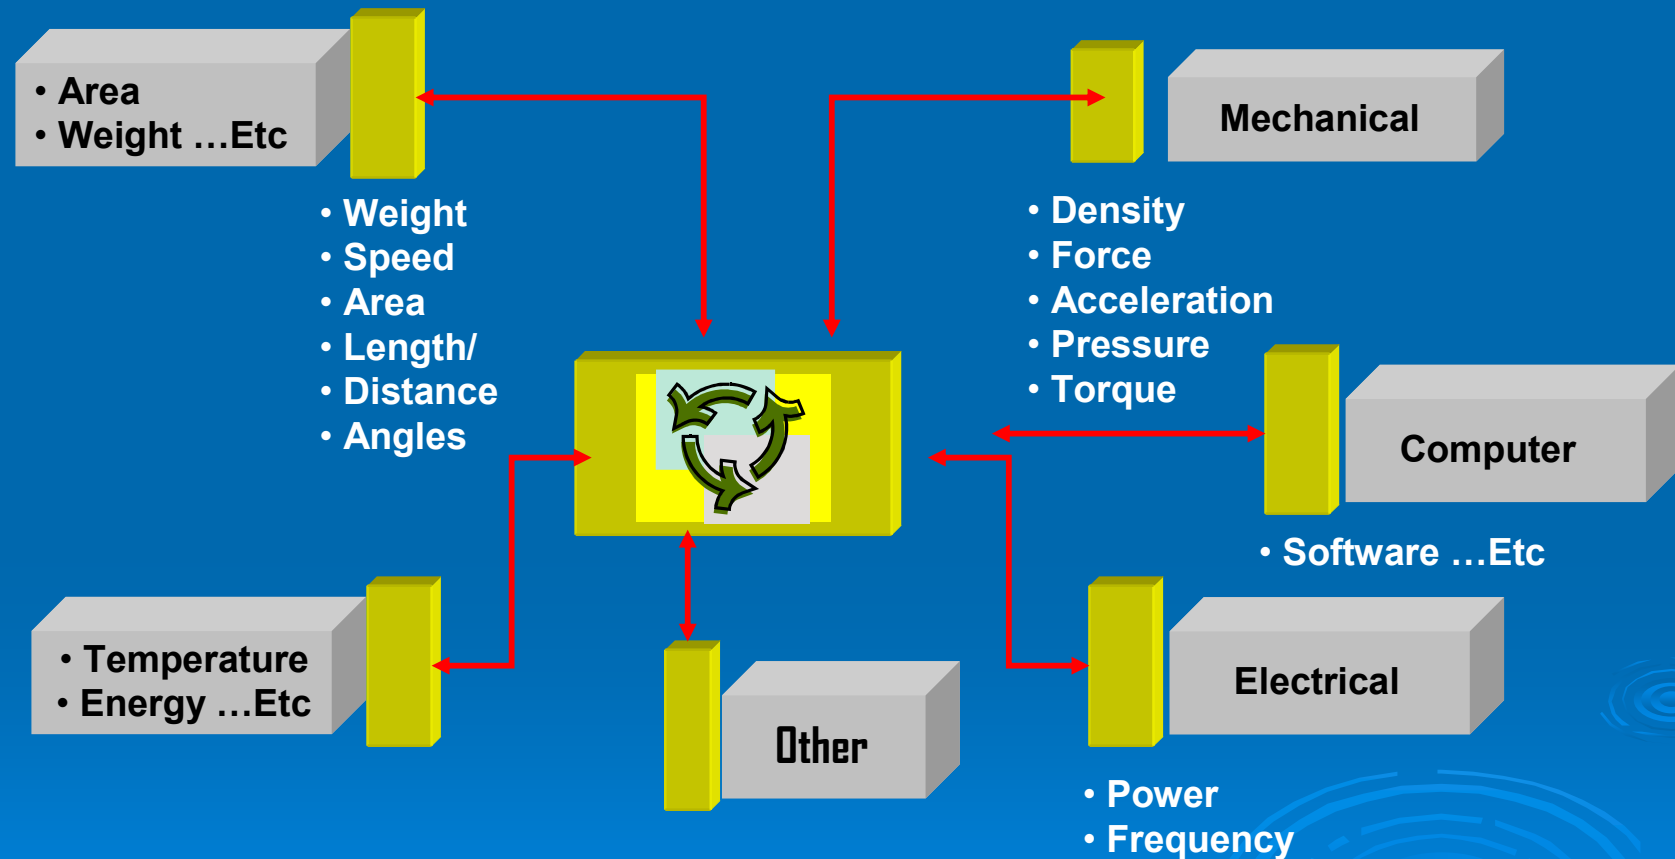 • Area
• Weight …Etc
• Weight
• Speed
• Area
• Length/
• Distance
• Angles
Mechanical
• Density
• Force
• Acceleration
• Pressure
• Torque
Computer
• Software …Etc
• Temperature
• Energy …Etc
Other
Electrical
• Power
• Frequency